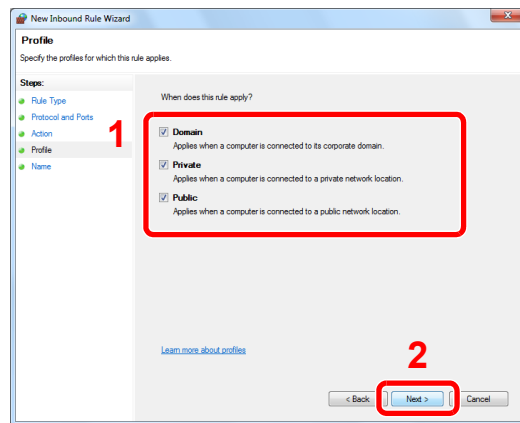 New Inbound Rule Wizard
Profile
Specify the profiles for which this rule applies.
Steps:
Rule Type
Protocol and Ports
Action
Profile
Name
1
When does this rule apply?
Domain
Applies when a computer is connected to its corporate domain.
Private
Applies when a computer is connected to a private network location.
Public
Applies when a computer is connected to a public network location.
Learn more about profiles
2
< Back
Next >
Cancel